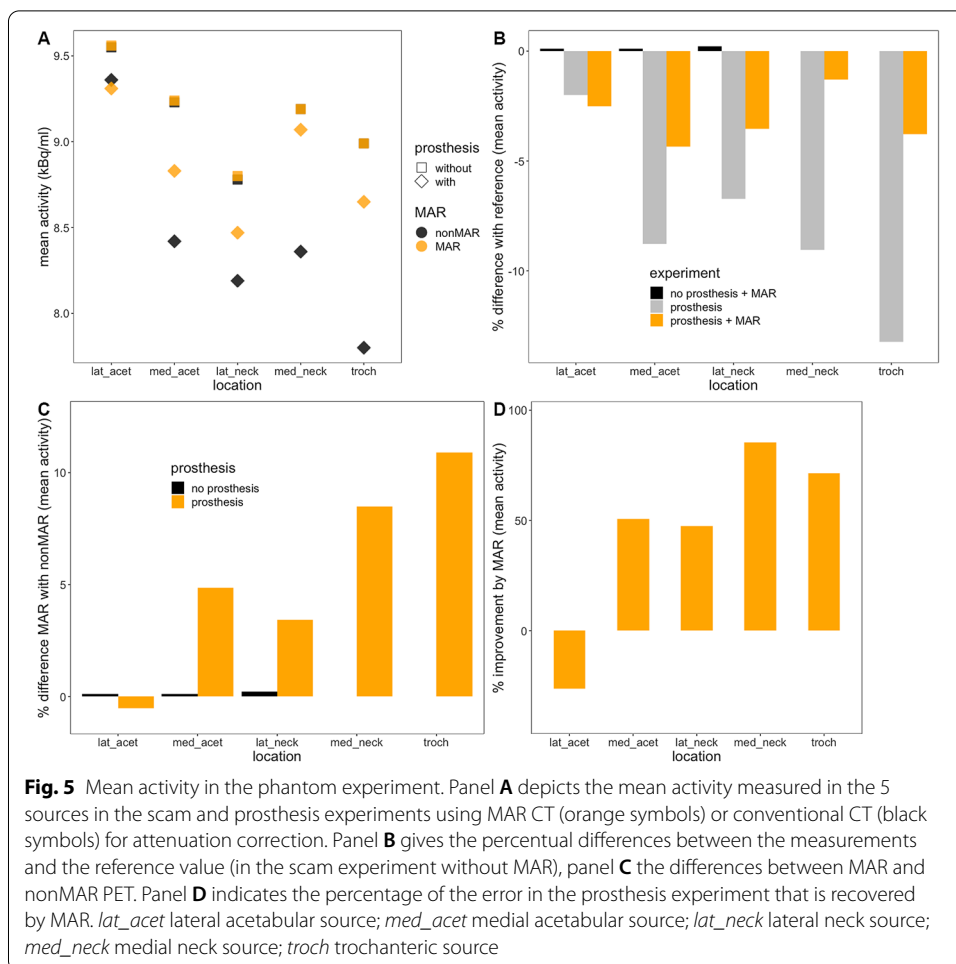 A
9.5
9.0
8.5
8.0
mean activity (kBq/ml)
lat_acet med_acet lat_neck med_neck troch
location
prosthesis
without
with
MAR
nonMAR
MAR
B
0
-5
-10
% difference with reference (mean activity)
experiment
no prosthesis + MAR
prosthesis
prosthesis + MAR
lat_acet med_acet lat_neck med_neck troch
location
C
10
5
0
% difference MAR with nonMAR (mean activity)
prosthesis
no prosthesis
prosthesis
lat_acet med_acet lat_neck med_neck troch
location
D
100
50
0
% improvement by MAR (mean activity)
lat_acet med_acet lat_neck med_neck troch
location
Fig. 5 Mean activity in the phantom experiment. Panel A depicts the mean activity measured in the 5
sources in the scam and prosthesis experiments using MAR CT (orange symbols) or conventional CT (black
symbols) for attenuation correction. Panel B gives the percentual differences between the measurements
and the reference value (in the scam experiment without MAR), panel C the differences between MAR and
nonMAR PET. Panel D indicates the percentage of the error in the prosthesis experiment that is recovered
by MAR. lat_acet lateral acetabular source; med_acet medial acetabular source; lat_neck lateral neck source;
med_neck medial neck source; troch trochanteric source